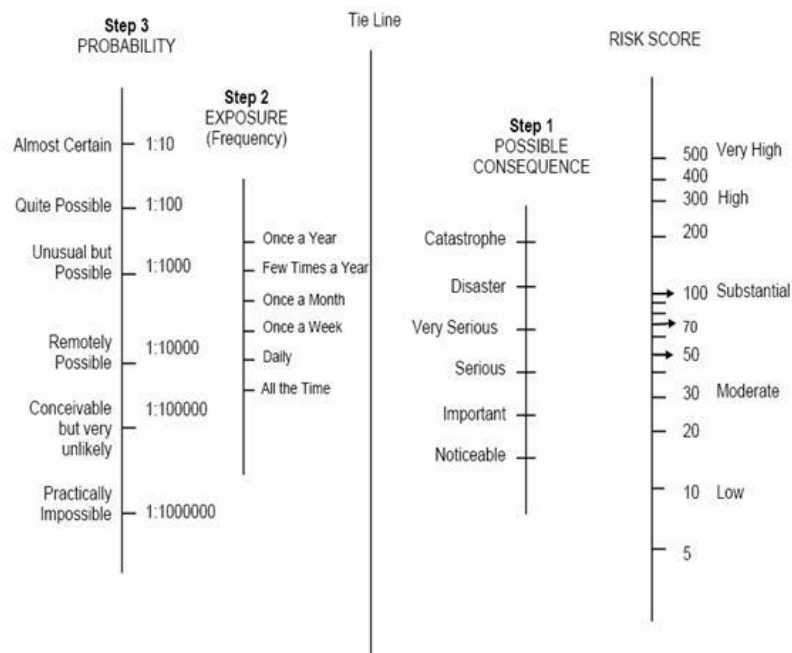 Step 3
PROBABILITY
Almost Certain
1:10
Quite Possible
1:100
Unusual but
Possible
1:1000
Remotely
Possible
1:10000
Conceivable
but very
unlikely
1:100000
Practically
Impossible
1:1000000
Step 2
EXPOSURE
(Frequency)
Once a Year
Few Times a Year
Once a Month
Once a Week
Daily
All the Time
Tie Line
Step 1
POSSIBLE
CONSEQUENCE
Catastrophe
Disaster
Very Serious
Serious
Important
Noticeable
RISK SCORE
500 Very High
400
300 High
200
100 Substantial
70
50
30 Moderate
20
10 Low
5